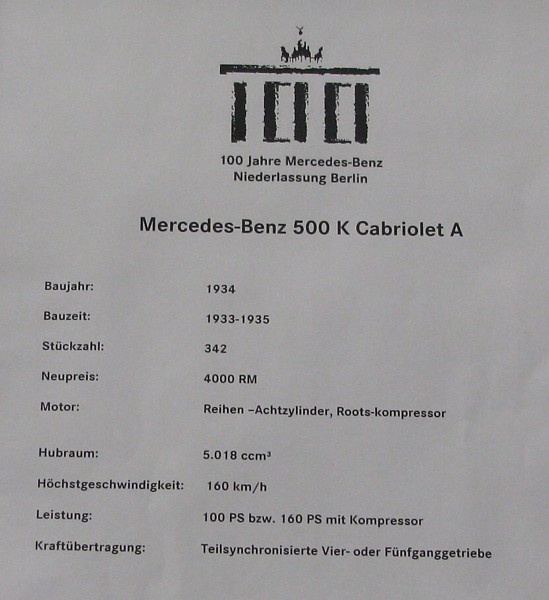 100 Jahre Mercedes-Benz
Niederlassung Berlin
Mercedes-Benz 500 K Cabriolet A
Baujahr: 1934
Bauzeit: 1933-1935
Stückzahl: 342
Neupreis: 4000 RM
Motor: Reihen –Achtzylinder, Roots-kompressor
Hubraum: 5.018 ccm³
Höchstgeschwindigkeit: 160 km/h
Leistung: 100 PS bzw. 160 PS mit Kompressor
Kraftübertragung: Teilsynchronisierte Vier- oder Fünfganggetriebe